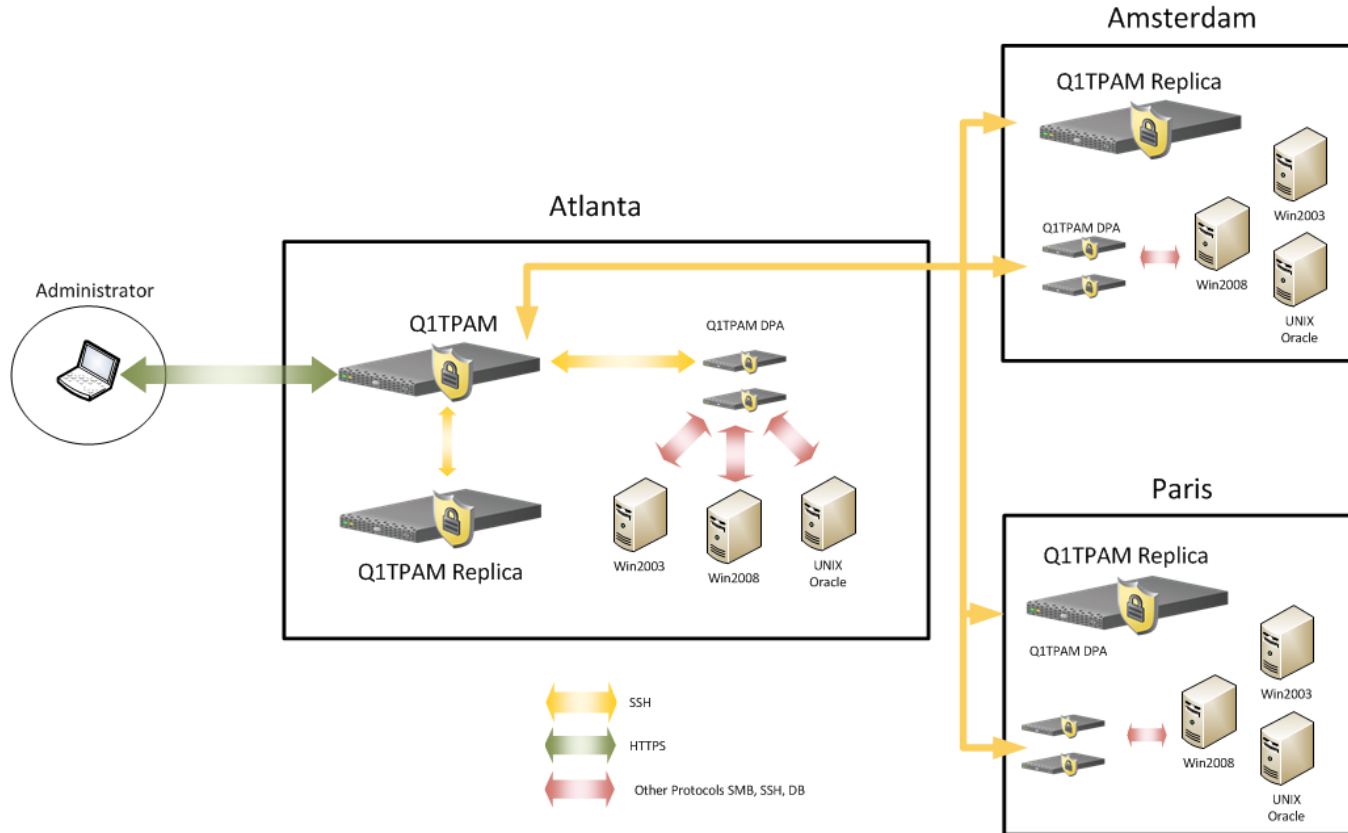 Amsterdam
Q1TPAM Replica
Win2003
Q1TPAM DPA
Win2008
UNIX
Oracle
Atlanta
Administrator
Q1TPAM
Q1TPAM DPA
Q1TPAM Replica
Win2003
Win2008
UNIX
Oracle
Paris
Q1TPAM Replica
Q1TPAM DPA
Win2003
Win2008
UNIX
Oracle
SSH
HTTPS
Other Protocols SMB, SSH, DB